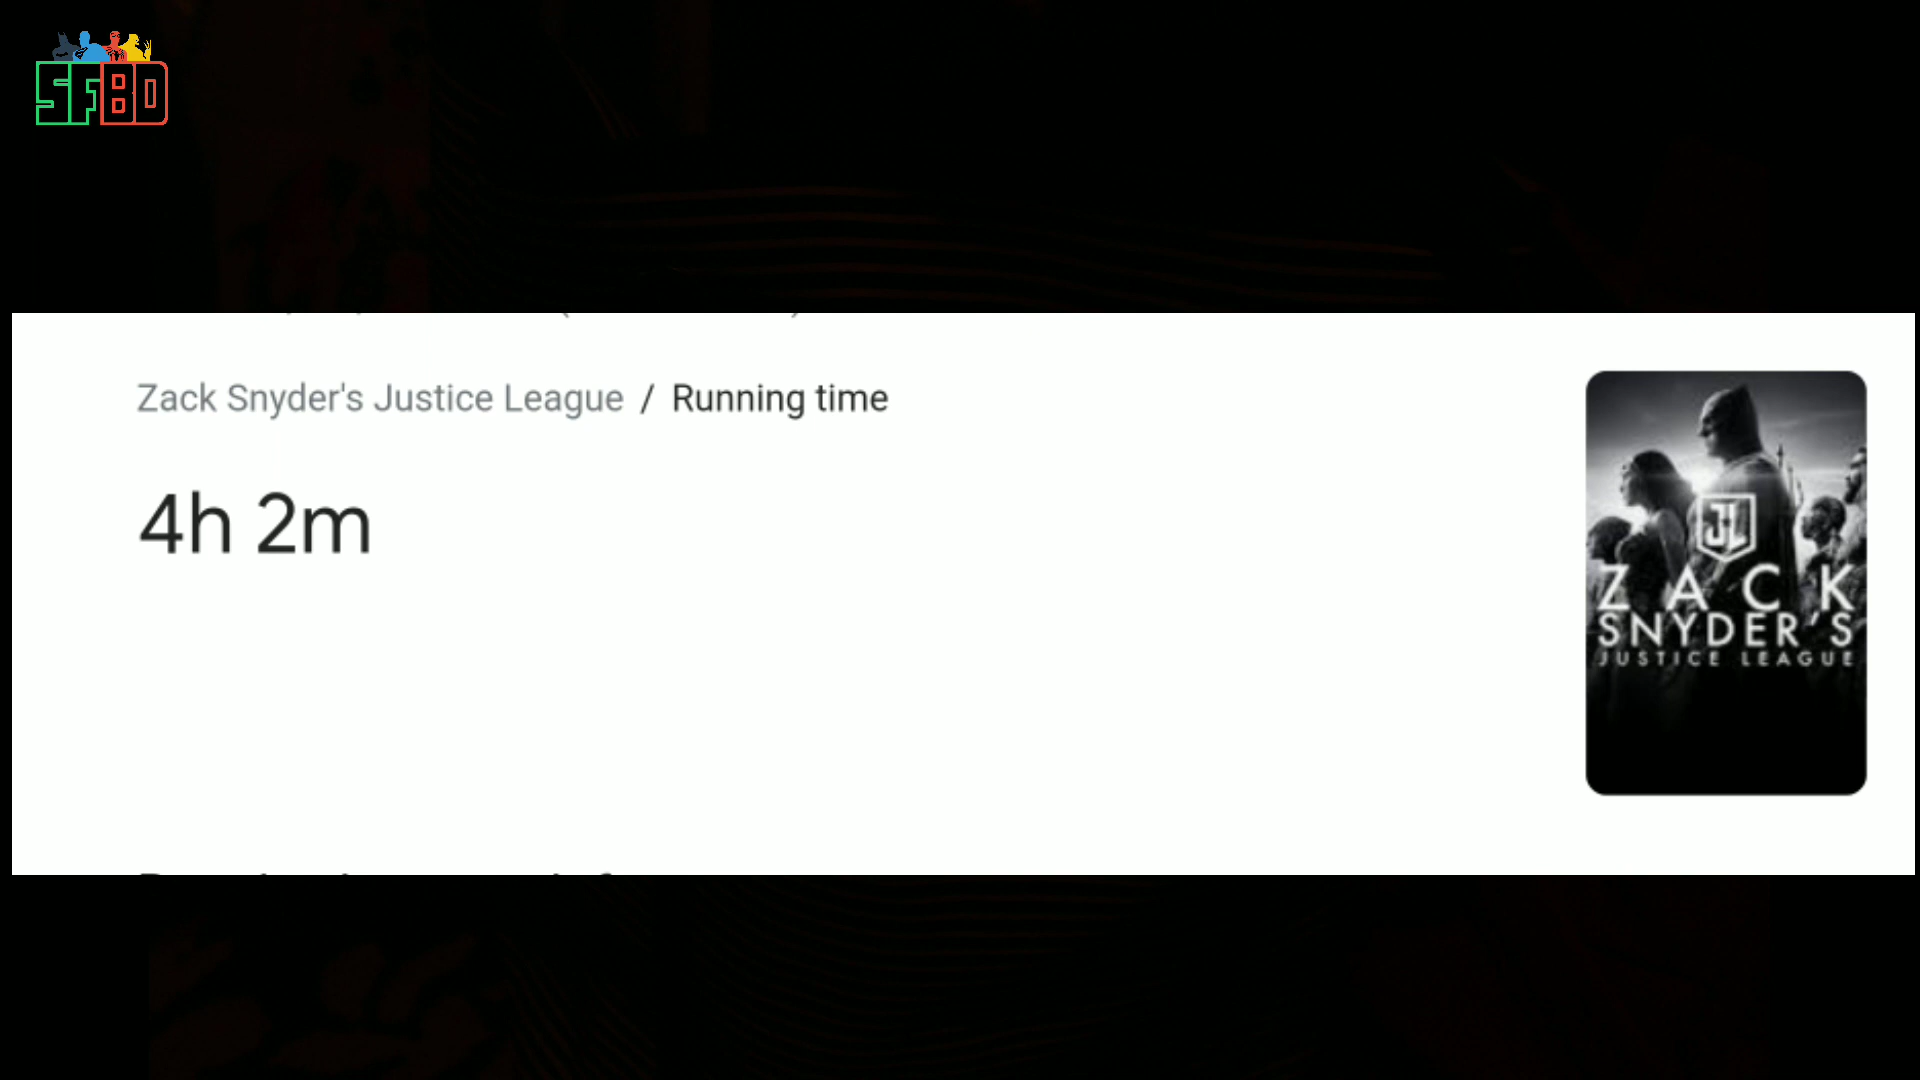 SFBD
Zack Snyder's Justice League / Running time
4h 2m
JL
ZACK
SNYDER'S
JUSTICE LEAGUE